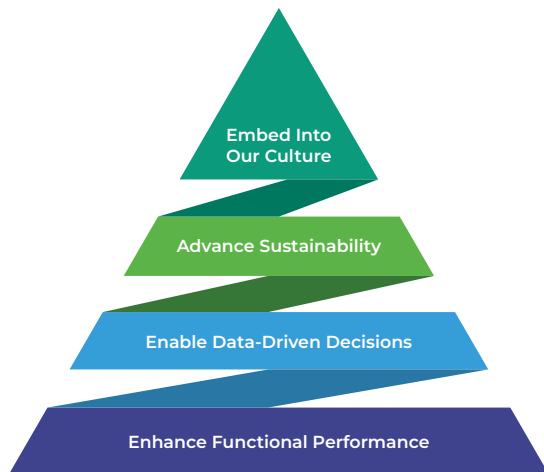 Embed Into
Our Culture
Advance Sustainability
Enable Data-Driven Decisions
Enhance Functional Performance